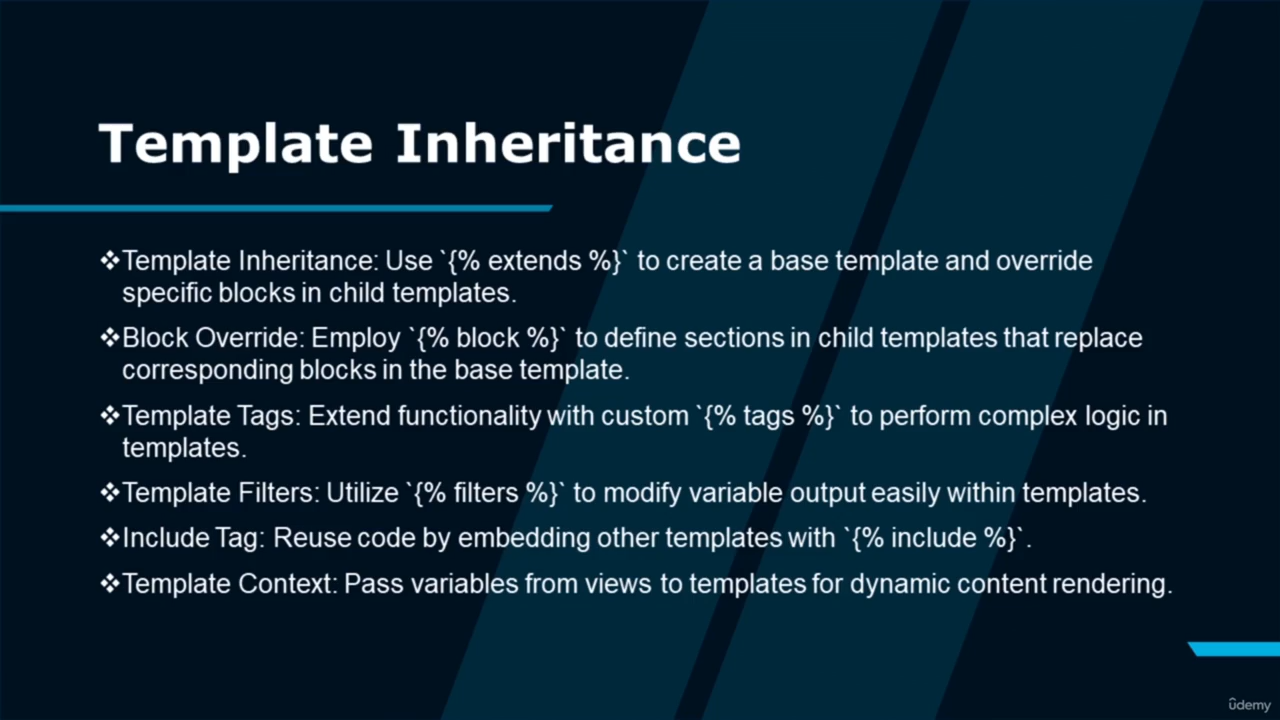 Template Inheritance
❖Template Inheritance: Use `{% extends %}` to create a base template and override
specific blocks in child templates.
❖Block Override: Employ `{% block %}` to define sections in child templates that replace
corresponding blocks in the base template.
❖Template Tags: Extend functionality with custom `{% tags %}` to perform complex logic in
templates.
❖Template Filters: Utilize `{% filters %}` to modify variable output easily within templates.
❖Include Tag: Reuse code by embedding other templates with `{% include %}`.
❖Template Context: Pass variables from views to templates for dynamic content rendering.
ûdemy